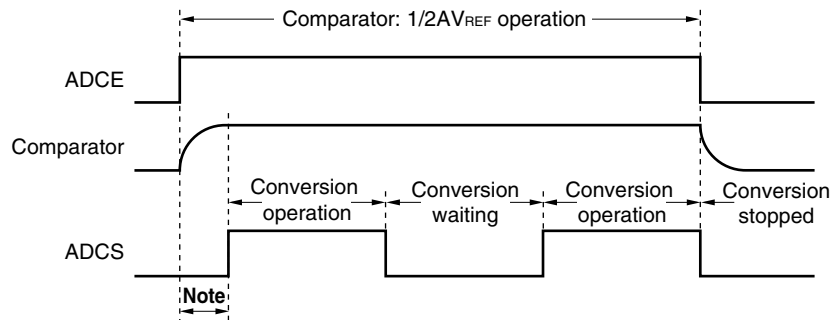 Comparator: 1/2AVREF operation
ADCE
Comparator
Conversion operation
Conversion waiting
Conversion operation
Conversion stopped
ADCS
Note